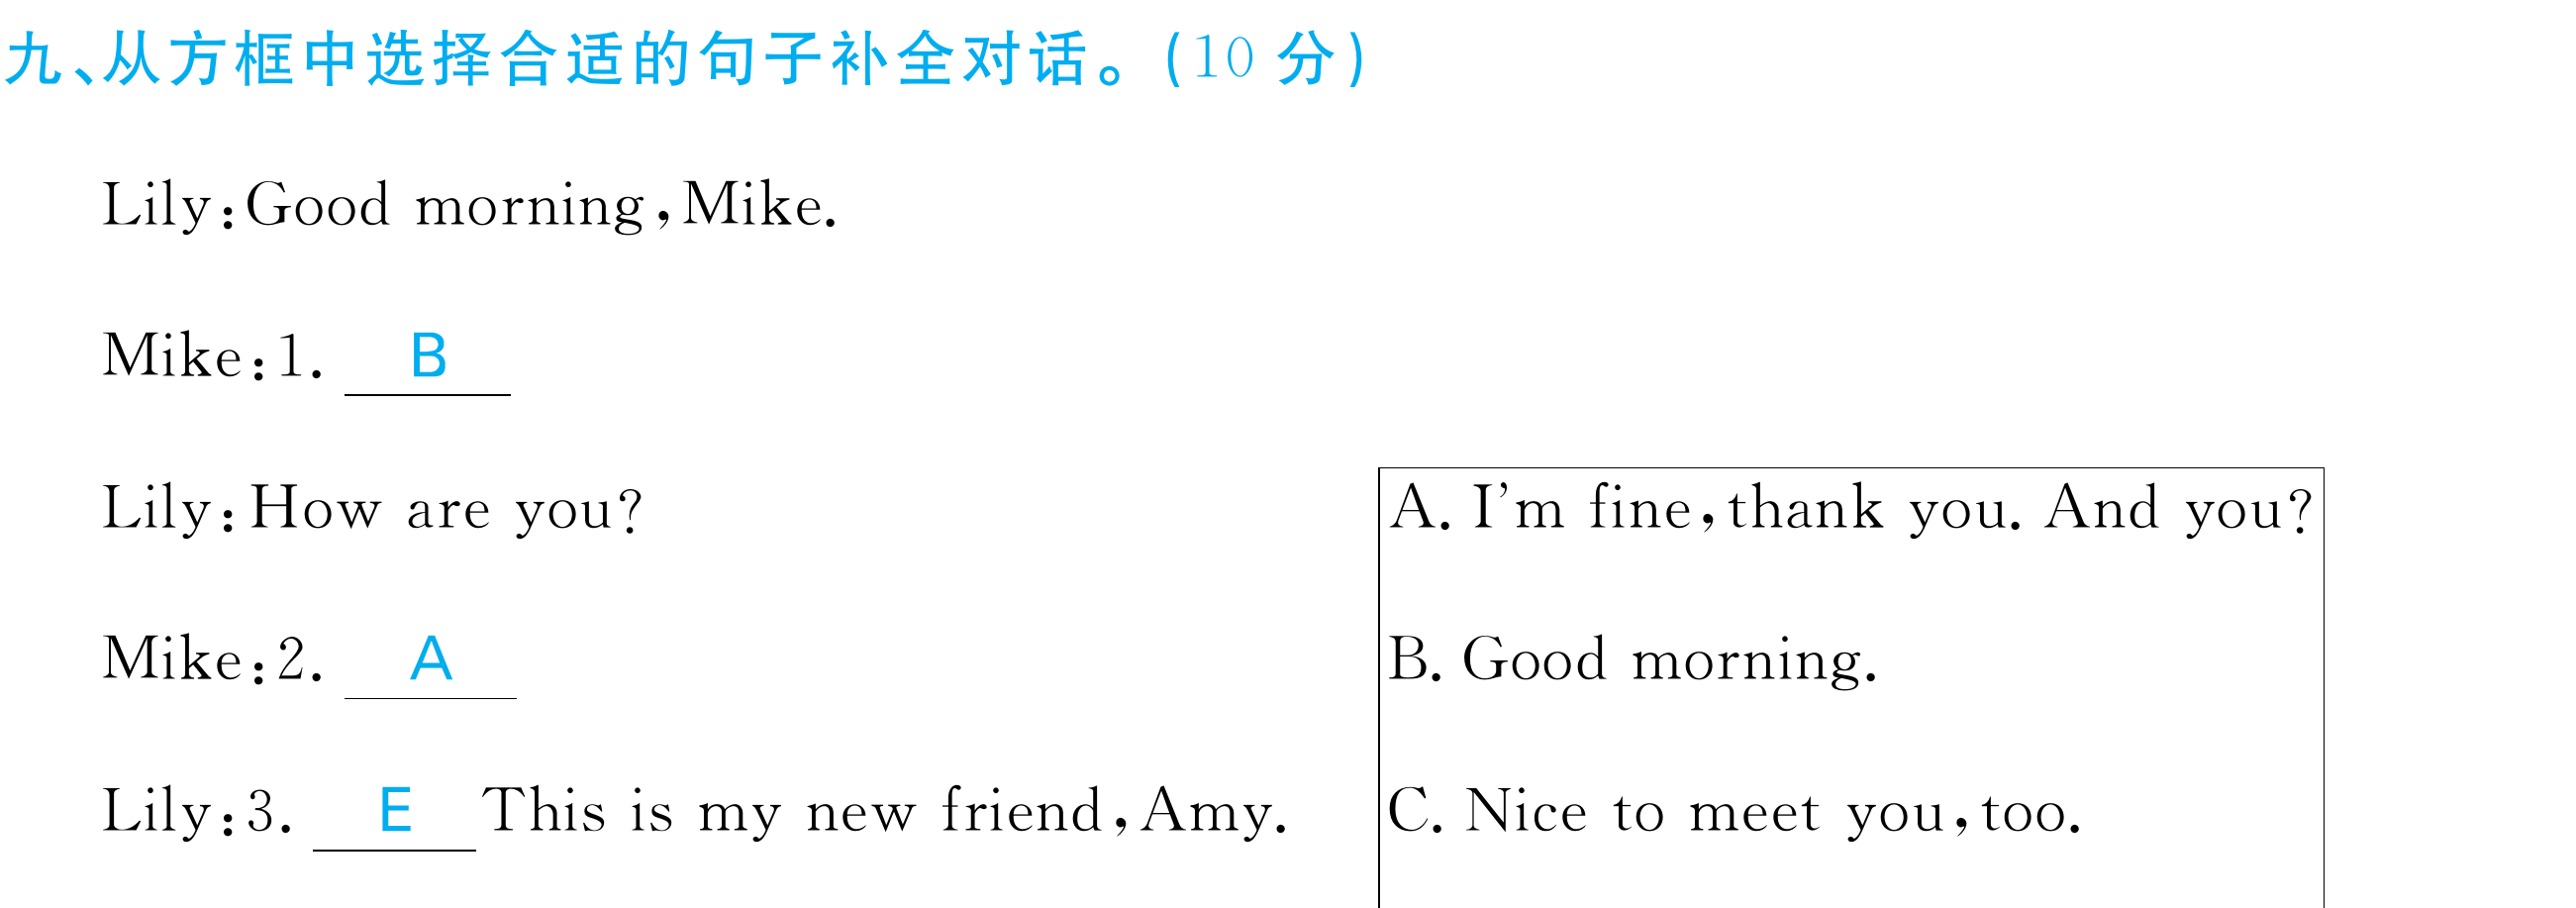 九、从方框中选择合适的句子补全对话。(10 分)
Lily:Good morning,Mike.
Mike:1. B
Lily:How are you?
Mike:2. A
Lily:3. E This is my new friend,Amy.
A. I'm fine,thank you. And you?
B. Good morning.
C. Nice to meet you,too.